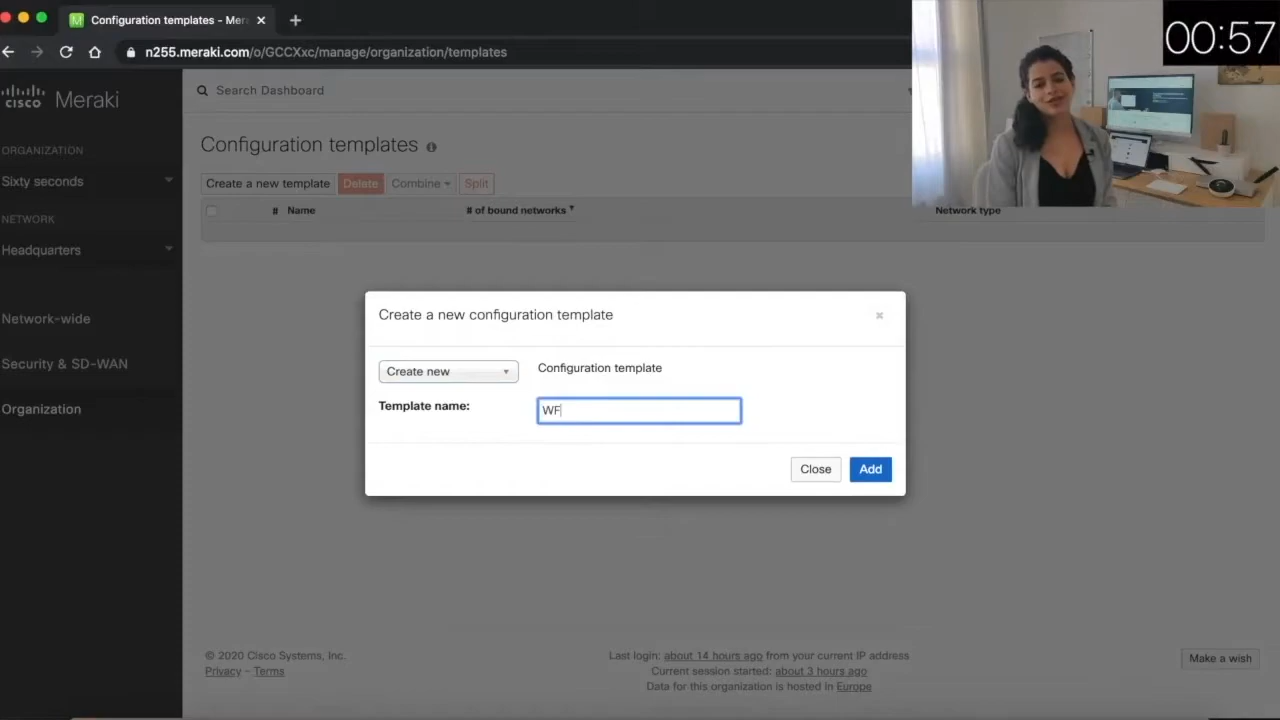 Configuration templates - Mer
n255.meraki.com/o/GCCXxc/manage/organization/templates
00:57
cisco Meraki
Search Dashboard
ORGANIZATION
Sixty seconds
NETWORK
Headquarters
Network-wide
Security & SD-WAN
Organization
Configuration templates
Create a new template Delete Combine Split
# Name # of bound networks Network type
Create a new configuration template
Create new Configuration template
Template name: WF
Close Add
© 2020 Cisco Systems, Inc.
Privacy - Terms
Last login: about 14 hours ago from your current IP address
Current session started: about 3 hours ago
Data for this organization is hosted in Europe
Make a wish